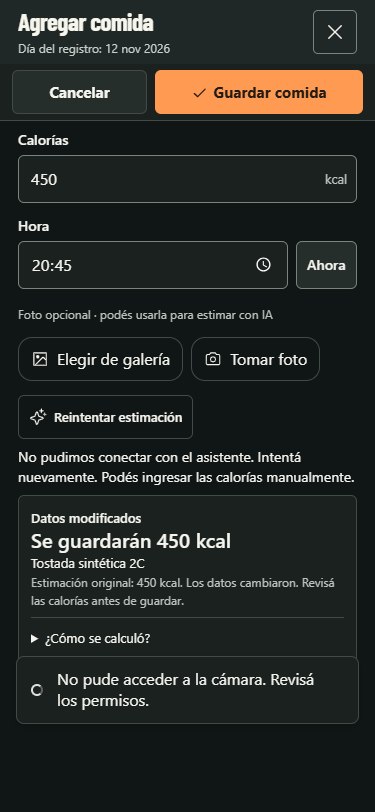 Agregar comida
Día del registro: 12 nov 2026
Cancelar
Guardar comida
Calorías
450 kcal
Hora
20:45
Ahora
Foto opcional · podés usarla para estimar con IA
Elegir de galería
Tomar foto
Reintentar estimación
No pudimos conectar con el asistente. Intentá
nuevamente. Podés ingresar las calorías manualmente.
Datos modificados
Se guardarán 450 kcal
Tostada sintética 2C
Estimación original: 450 kcal. Los datos cambiaron. Revisá
las calorías antes de guardar.
¿Cómo se calculó?
No pude acceder a la cámara. Revisá
los permisos.